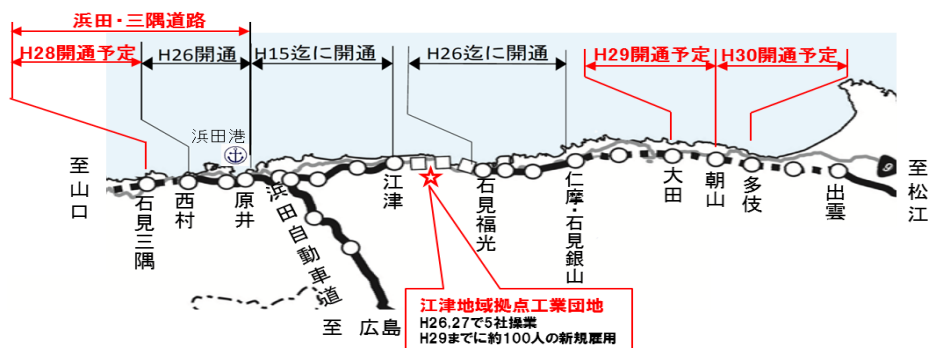 浜田・三隅道路
H28開通予定
H26開通
H15迄に開通
H26迄に開通
H29開通予定
H30開通予定
浜田港
至山口
石見三隅
西村
原井
浜田自動車道
江津
石見福光
仁摩・石見銀山
大田
朝山
多伎
出雲
9
至松江
至 広島
江津地域拠点工業団地
H26,27で5社操業
H29までに約100人の新規雇用